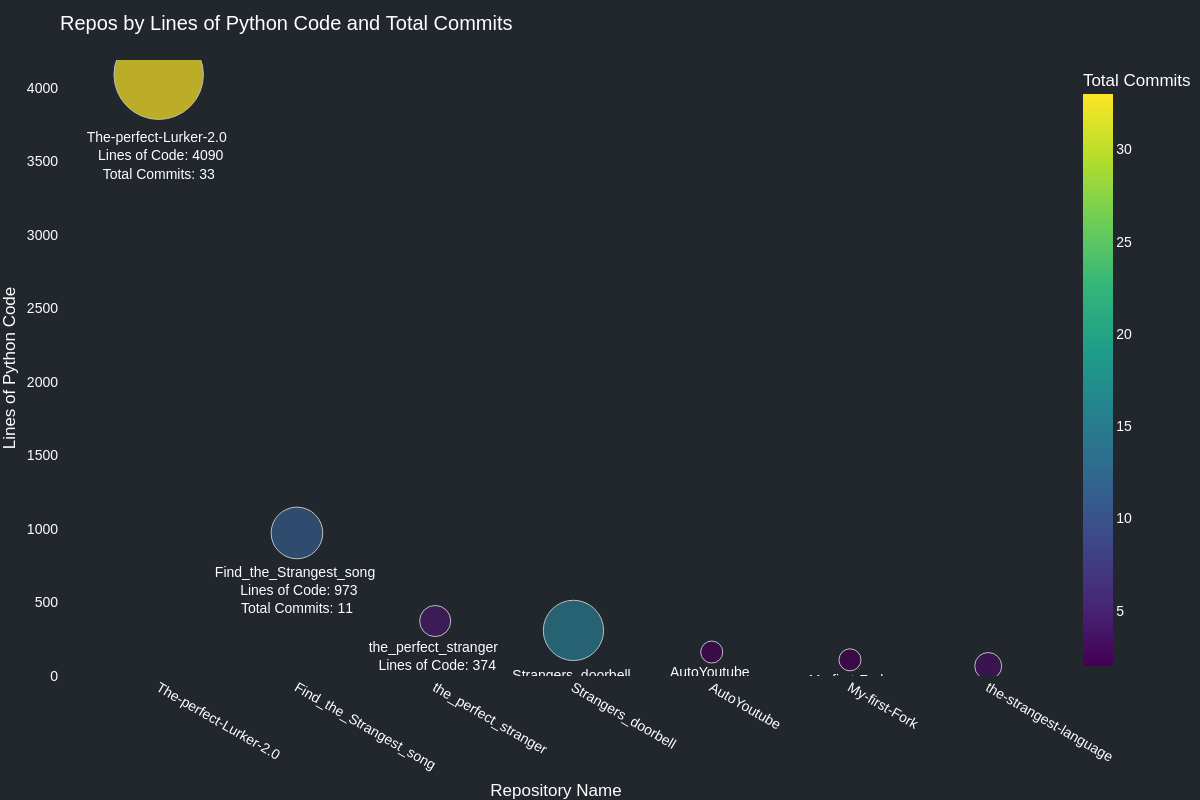 Repos by Lines of Python Code and Total Commits
Total Commits
4000
3500
3000
2500
2000
1500
1000
500
0
Lines of Python Code
The-perfect-Lurker-2.0
Lines of Code: 4090
Total Commits: 33
Find_the_Strangest_song
Lines of Code: 973
Total Commits: 11
the_perfect_stranger
Lines of Code: 374
Strangers_doorbell
AutoYoutube
30
25
20
15
10
5
The-perfect-Lurker-2.0
Find_the_Strangest_song
the_perfect_stranger
Strangers_doorbell
AutoYoutube
My-first-Fork
the-strangest-language
Repository Name